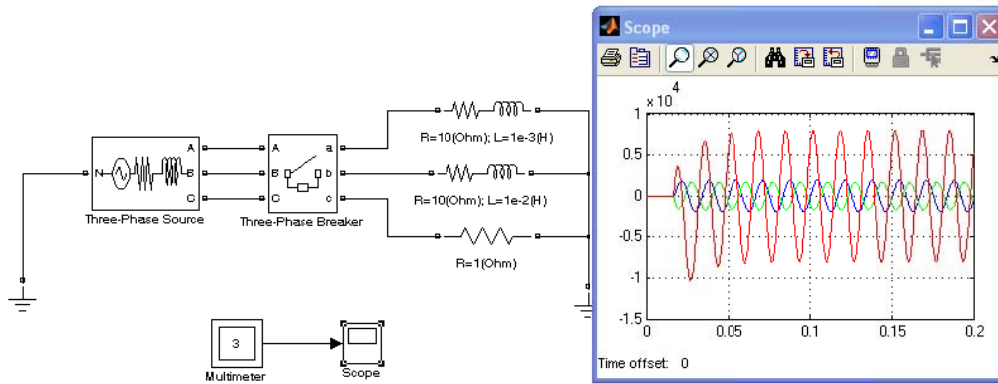 N
A
B
C
Three-Phase Source
A
B
C
a
b
c
Three-Phase Breaker
R=10(Ohm); L=1e-3(H)
R=10(Ohm); L=1e-2(H)
R=1(Ohm)
3
Multimeter
Scope
Scope
x 10 4
1
0.5
0
-0.5
-1
-1.5
0
0.05
0.1
0.15
0.2
Time offset: 0